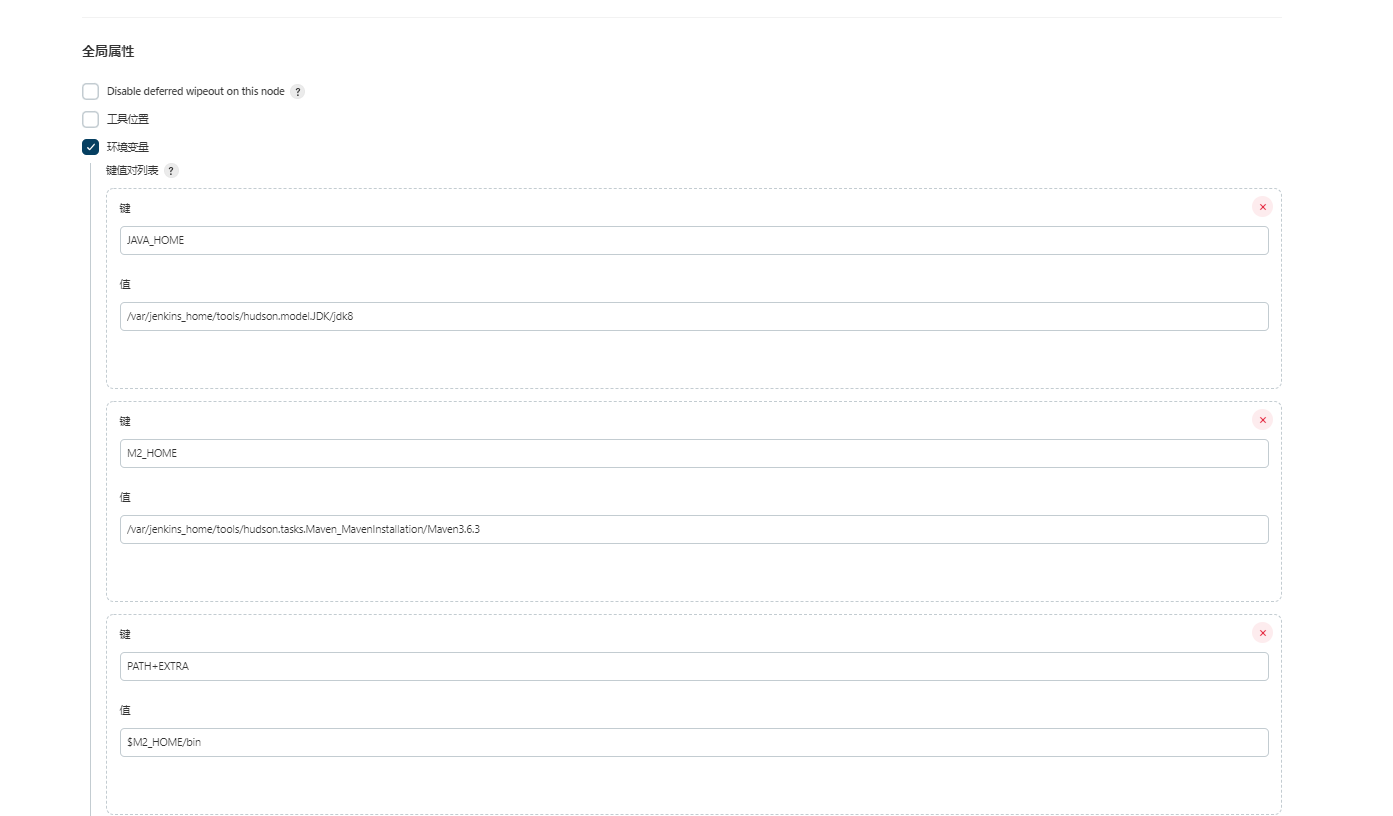 全局属性
Disable deferred wipeout on this node ?
工具位置
环境变量
键值对列表 ?
键
JAVA_HOME
值
/var/jenkins_home/tools/hudson.model.JDK/jdk8
键
M2_HOME
值
/var/jenkins_home/tools/hudson.tasks.Maven_MavenInstallation/Maven3.6.3
键
PATH+EXTRA
值
$M2_HOME/bin